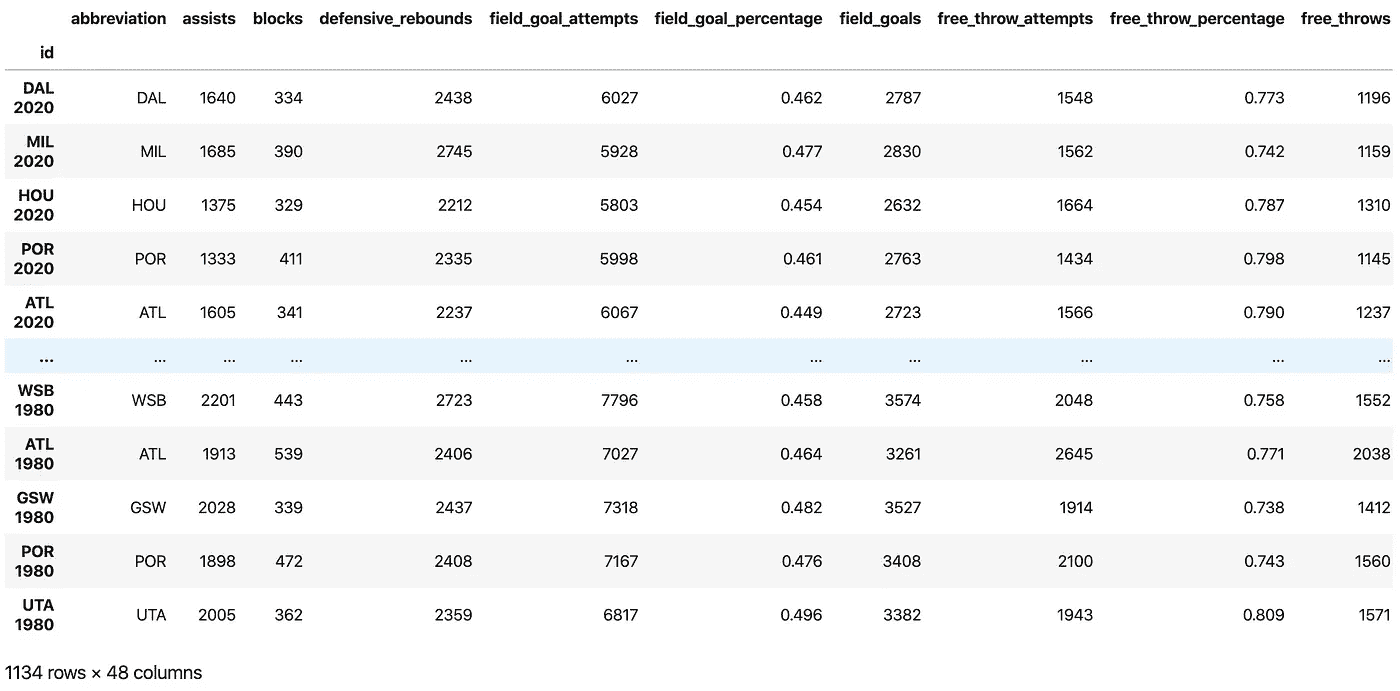 abbreviation assists blocks defensive_rebounds field_goal_attempts field_goal_percentage field_goals free_throw_attempts free_throw_percentage free_throws
id
DAL 2020 DAL 1640 334 2438 6027 0.462 2787 1548 0.773 1196
MIL 2020 MIL 1685 390 2745 5928 0.477 2830 1562 0.742 1159
HOU 2020 HOU 1375 329 2212 5803 0.454 2632 1664 0.787 1310
POR 2020 POR 1333 411 2335 5998 0.461 2763 1434 0.798 1145
ATL 2020 ATL 1605 341 2237 6067 0.449 2723 1566 0.790 1237
... ... ... ... ... ... ... ... ... ... ...
WSB 1980 WSB 2201 443 2723 7796 0.458 3574 2048 0.758 1552
ATL 1980 ATL 1913 539 2406 7027 0.464 3261 2645 0.771 2038
GSW 1980 GSW 2028 339 2437 7318 0.482 3527 1914 0.738 1412
POR 1980 POR 1898 472 2408 7167 0.476 3408 2100 0.743 1560
UTA 1980 UTA 2005 362 2359 6817 0.496 3382 1943 0.809 1571
1134 rows × 48 columns